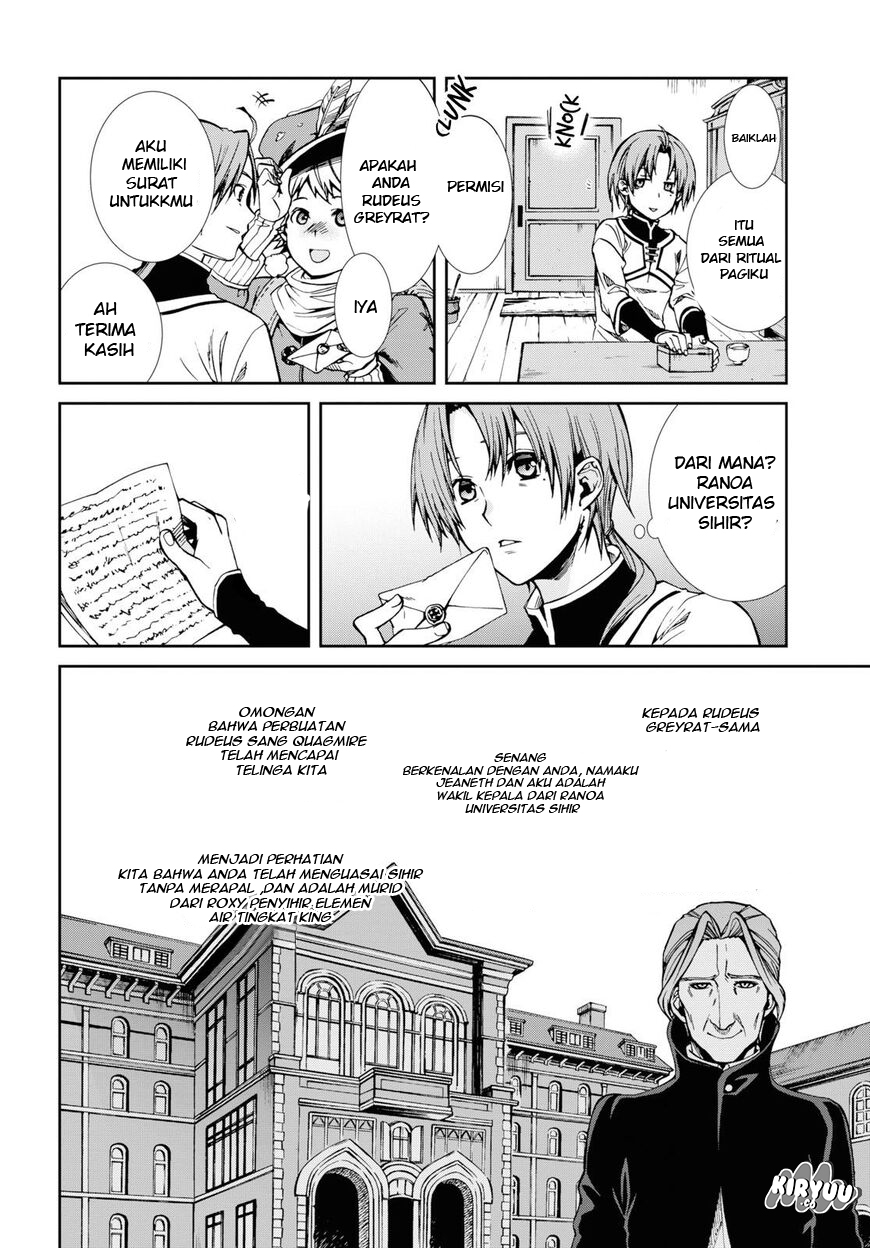 BAIKLAH
ITU
SEMUA
DARI RITUAL
PAGIKU
KNOCK
CLUNK
PERMISI
APAKAH
ANDA
RUDEUS
GREYRAT?
IYA
AKU
MEMILIKI
SURAT
UNTUKKMU
AH
TERIMA
KASIH
DARI MANA?
RANOA
UNIVERSITAS
SIHIR?
KEPADA RUDEUS
GREYRAT-SAMA
SENANG
BERKENALAN DENGAN ANDA, NAMAKU
JEANETH DAN AKU ADALAH
WAKIL KEPALA DARI RANOA
UNIVERSITAS SIHIR
OMONGAN
BAHWA PERBUATAN
RUDEUS SANG QUAGMIRE
TELAH MENCAPAI
TELINGA KITA
MENJADI PERHATIAN
KITA BAHWA ANDA TELAH MENGUASAI SIHIR
TANPA MERAPAL ,DAN ADALAH MURID
DARI ROXY PENYIHIR ELEMEN
AIR TINGKAT KING
KIRYUU